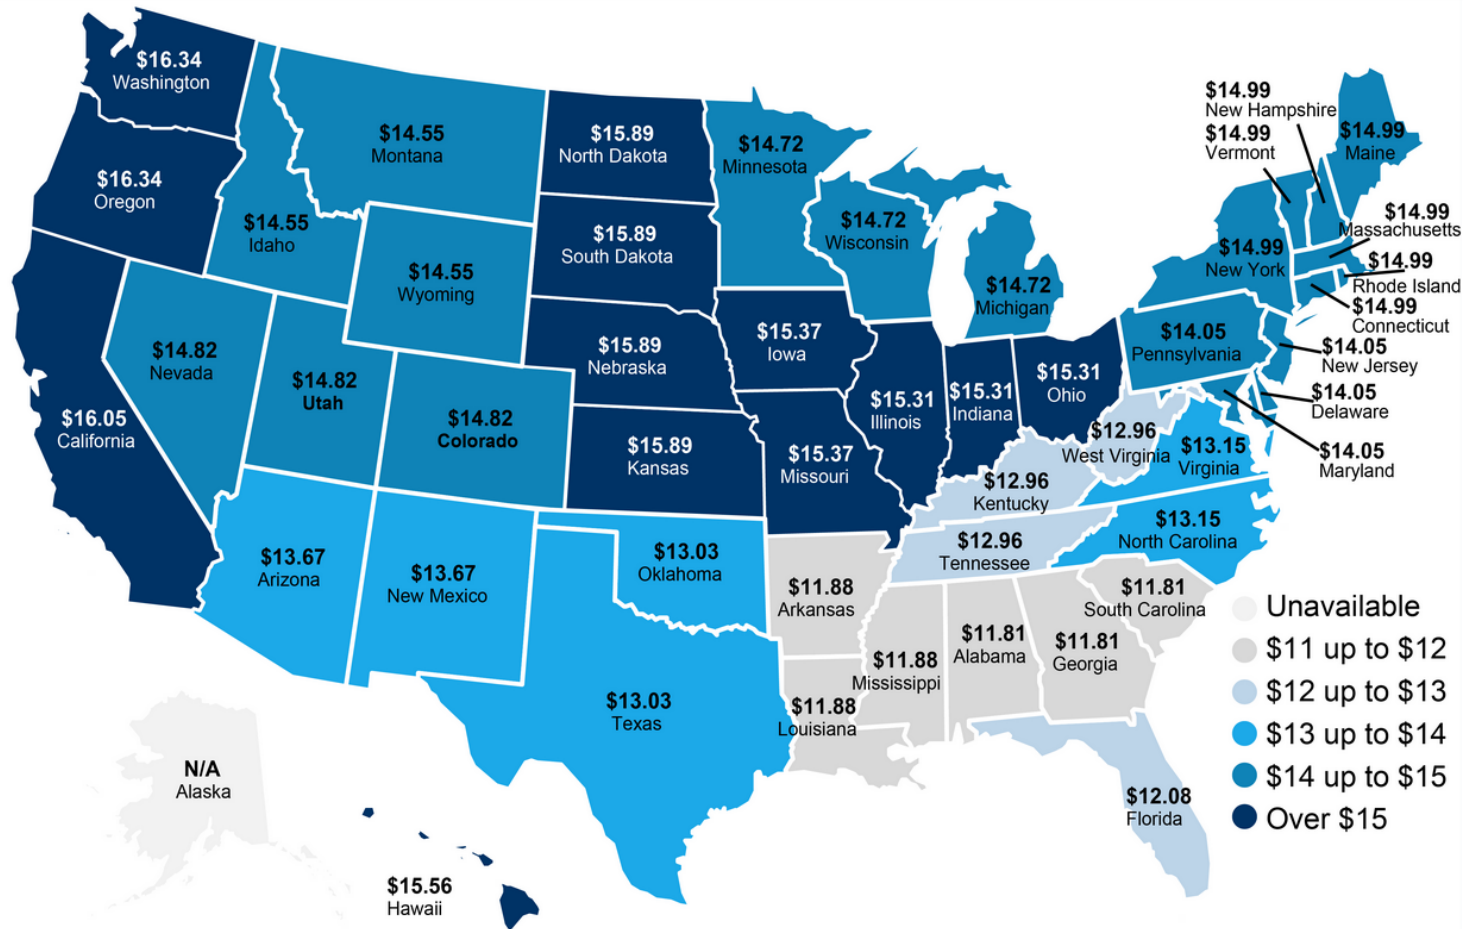 $16.34
Washington
$16.34
Oregon
$16.05
California
$14.55
Montana
$14.55
Idaho
$14.55
Wyoming
$14.82
Nevada
$14.82
Utah
$14.82
Colorado
$13.67
Arizona
$13.67
New Mexico
$15.89
North Dakota
$15.89
South Dakota
$15.89
Nebraska
$15.89
Kansas
$13.03
Oklahoma
$13.03
Texas
$14.72
Minnesota
$14.72
Wisconsin
$14.72
Michigan
$15.37
Iowa
$15.37
Missouri
$15.31
Illinois
$15.31
Indiana
$15.31
Ohio
$12.96
West Virginia
$12.96
Kentucky
$12.96
Tennessee
$11.88
Arkansas
$11.88
Mississippi
$11.88
Louisiana
$11.81
Alabama
$11.81
Georgia
$11.81
South Carolina
$13.15
Virginia
$13.15
North Carolina
$12.08
Florida
$14.99
New Hampshire
$14.99
Vermont
$14.99
Maine
$14.99
Massachusetts
$14.99
New York
$14.99
Rhode Island
$14.99
Connecticut
$14.05
Pennsylvania
$14.05
New Jersey
$14.05
Delaware
$14.05
Maryland
N/A
Alaska
$15.56
Hawaii
Unavailable
$11 up to $12
$12 up to $13
$13 up to $14
$14 up to $15
Over $15